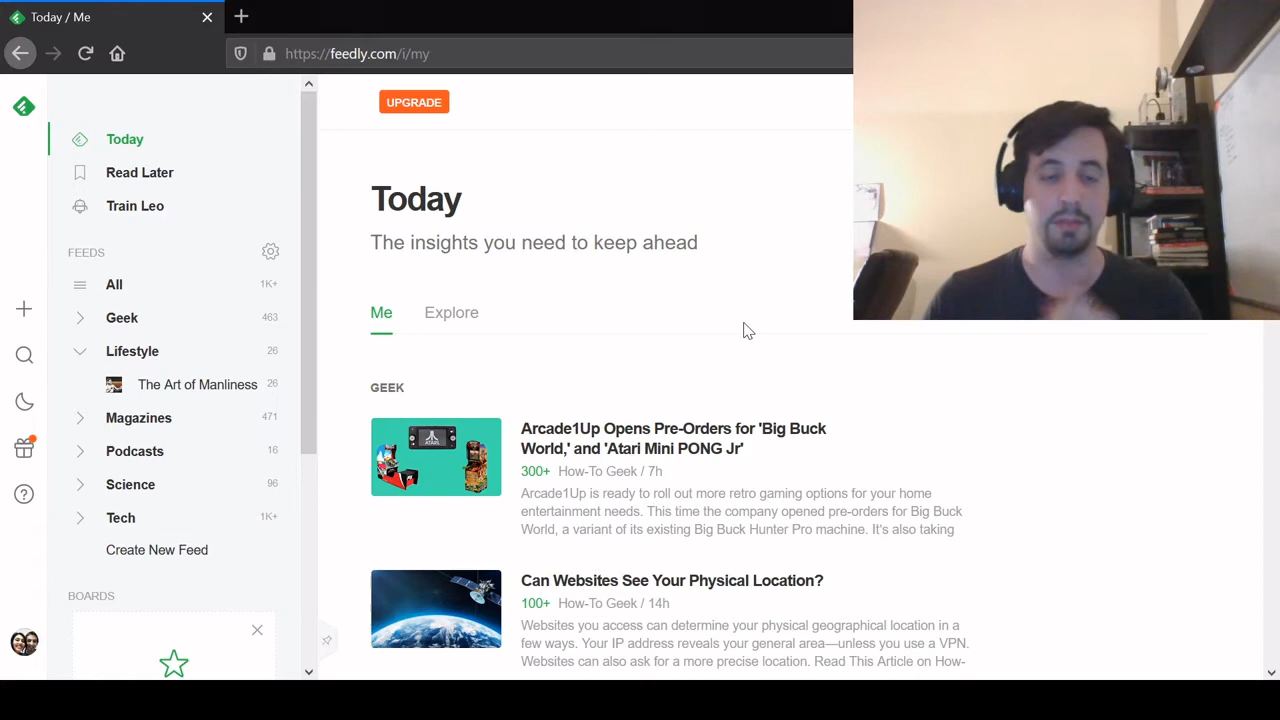 Today / Me
https://feedly.com/i/my
UPGRADE
Today
Read Later
Train Leo
FEEDS
All 1K+
Geek 463
Lifestyle 26
The Art of Manliness 26
Magazines 471
Podcasts 16
Science 96
Tech 1K+
Create New Feed
BOARDS
Today
The insights you need to keep ahead
Me Explore
GEEK
Arcade1Up Opens Pre-Orders for 'Big Buck
World,' and 'Atari Mini PONG Jr'
300+ How-To Geek / 7h
Arcade1Up is ready to roll out more retro gaming options for your home
entertainment needs. This time the company opened pre-orders for Big Buck
World, a variant of its existing Big Buck Hunter Pro machine. It's also taking
ATARI
Can Websites See Your Physical Location?
100+ How-To Geek / 14h
Websites you access can determine your physical geographical location in a
few ways. Your IP address reveals your general area—unless you use a VPN.
Websites can also ask for a more precise location. Read This Article on How-